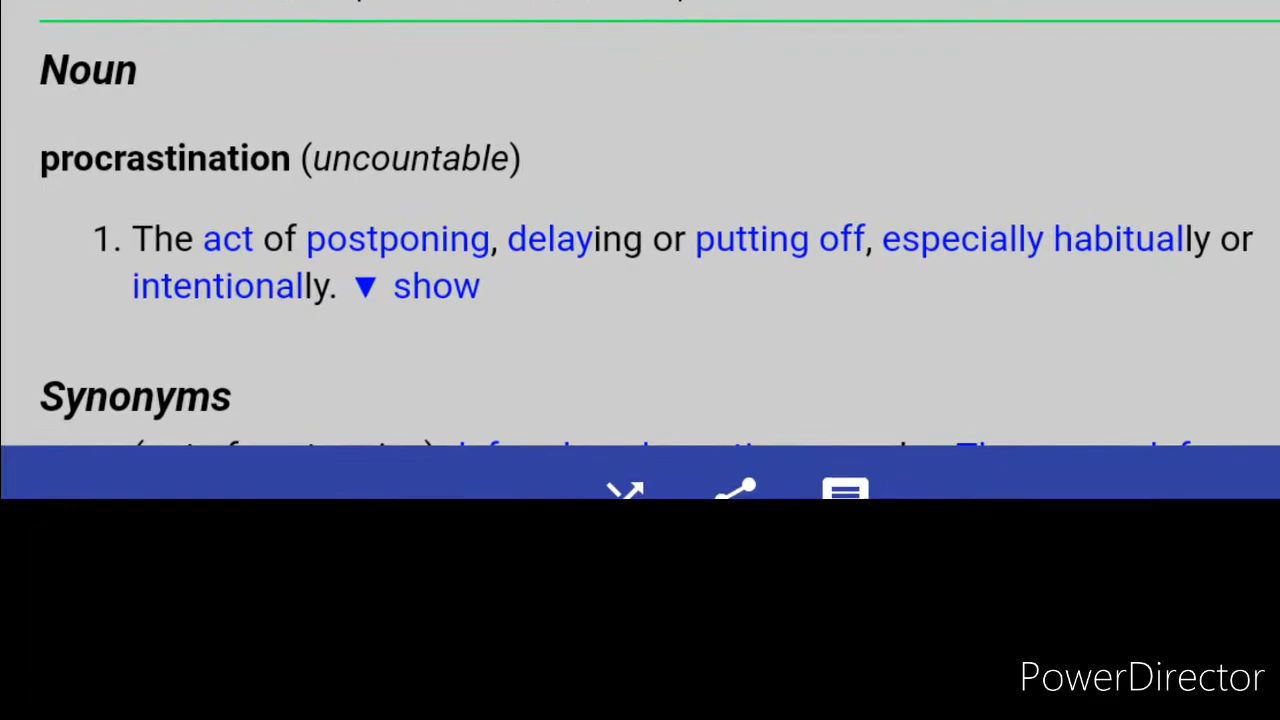 Noun
procrastination (uncountable)
1. The act of postponing, delaying or putting off, especially habitually or
intentionally. ▼ show
Synonyms
PowerDirector